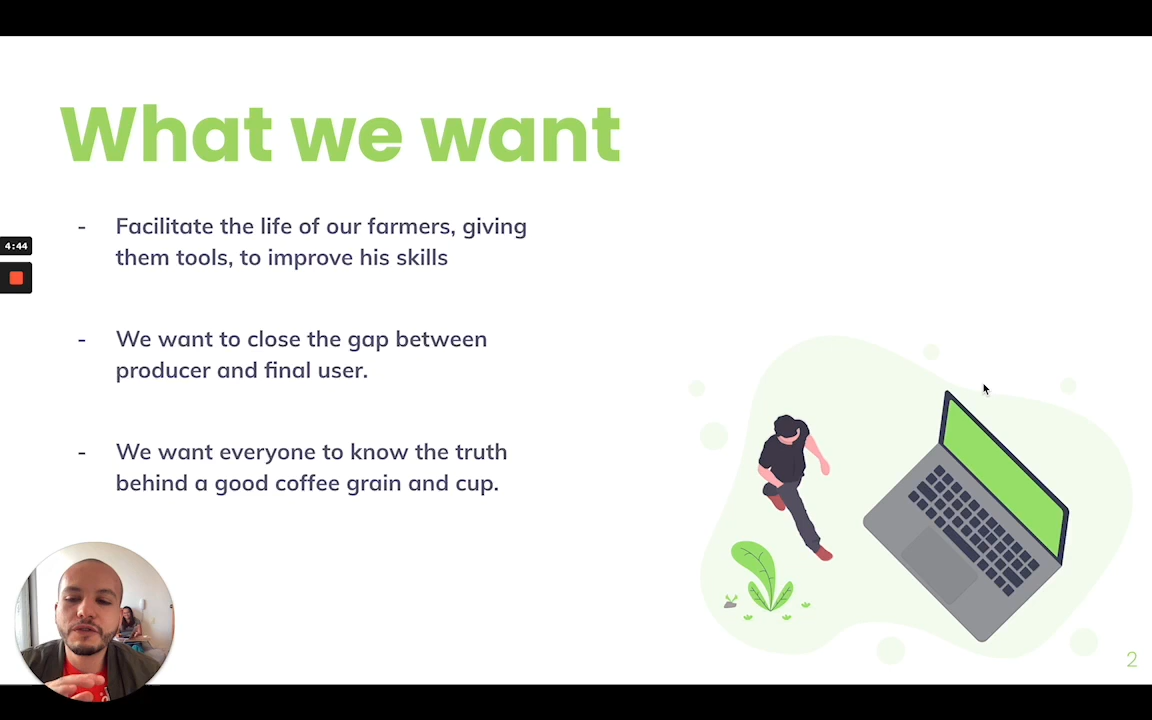 What we want
- Facilitate the life of our farmers, giving
them tools, to improve his skills
4:44
- We want to close the gap between
producer and final user.
- We want everyone to know the truth
behind a good coffee grain and cup.
2